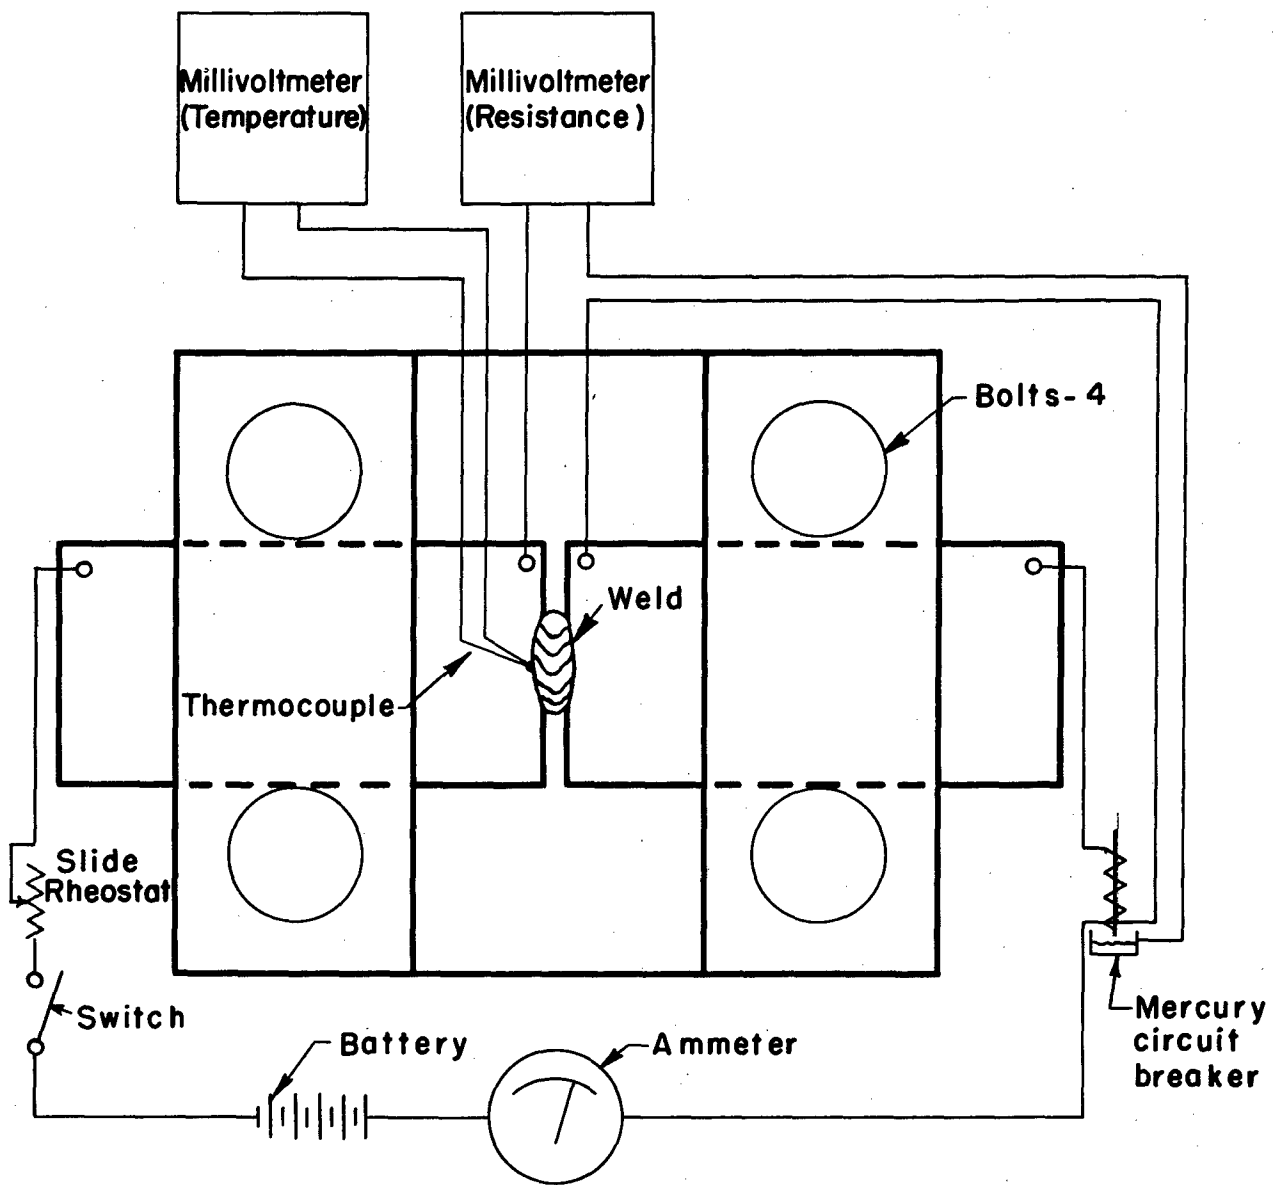 Millivoltmeter
(Temperature)
Millivoltmeter
(Resistance)
Bolts-4
Weld
Thermocouple
Slide
Rheostat
Switch
Battery
Ammeter
Mercury
circuit
breaker